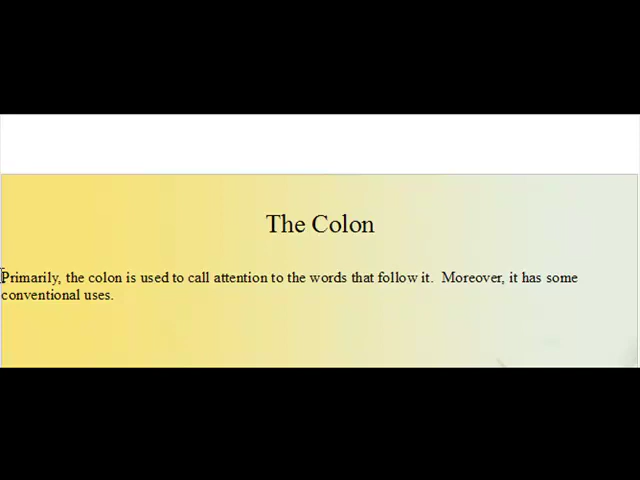 The Colon
Primarily, the colon is used to call attention to the words that follow it.  Moreover, it has some
conventional uses.